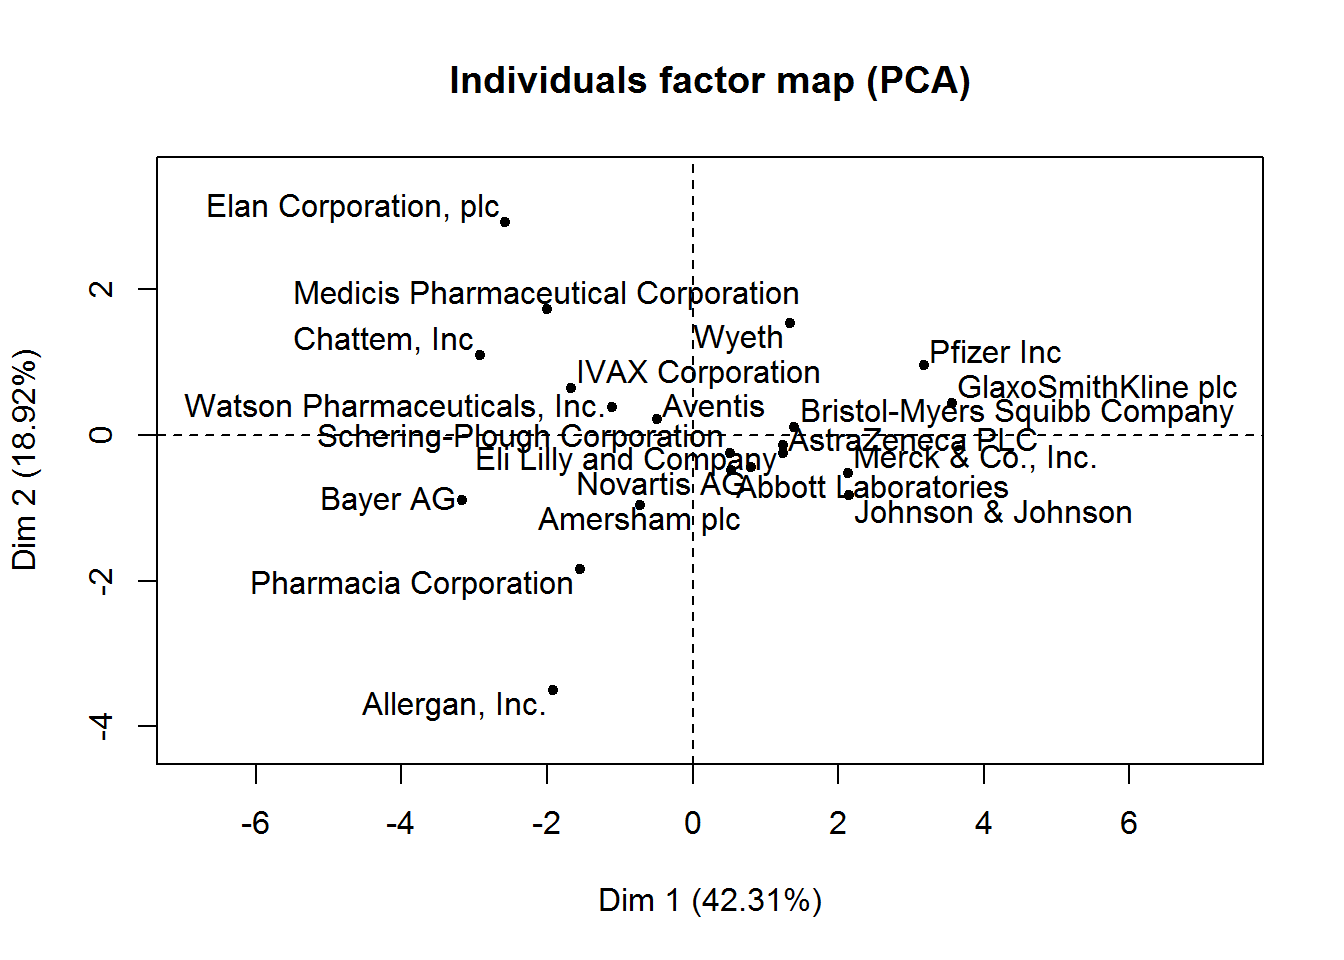 Individuals factor map (PCA)
Elan Corporation, plc
Medicis Pharmaceutical Corporation
Wyeth
Chattem, Inc
Pfizer Inc
IVAX Corporation
GlaxoSmithKline plc
Watson Pharmaceuticals, Inc.
Aventis
Bristol-Myers Squibb Company
Schering-Plough Corporation
AstraZeneca PLC
Eli Lilly and Company
Merck & Co., Inc.
Novartis AG
Abbott Laboratories
Bayer AG
Amersham plc
Johnson & Johnson
Pharmacia Corporation
Allergan, Inc.
Dim 2 (18.92%)
2
0
-2
-4
-6
-4
-2
0
2
4
6
Dim 1 (42.31%)